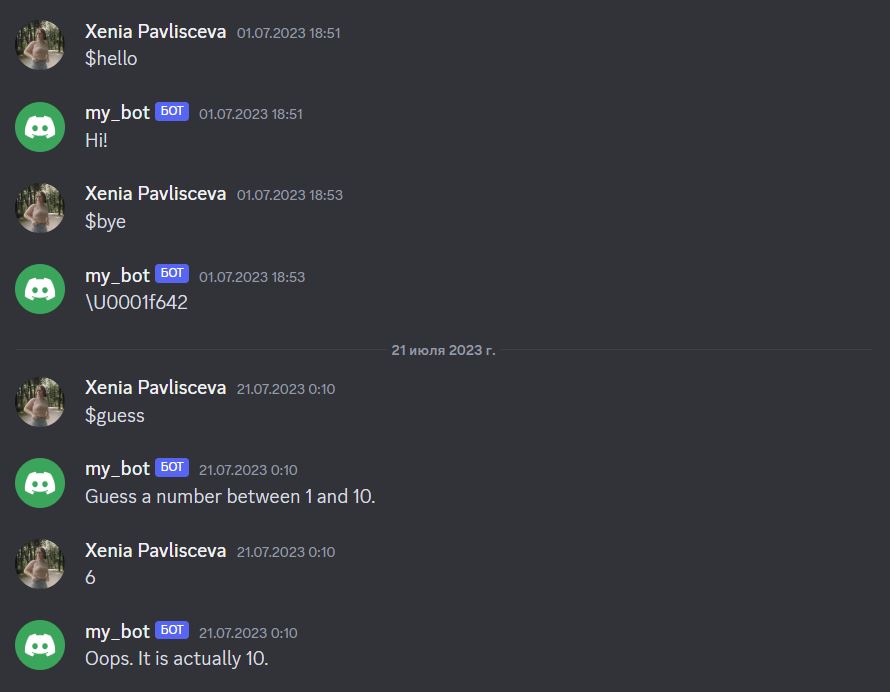 Xenia Pavlisceva 01.07.2023 18:51
$hello
my_bot БОТ 01.07.2023 18:51
Hi!
Xenia Pavlisceva 01.07.2023 18:53
$bye
my_bot БОТ 01.07.2023 18:53
\U0001f642
21 июля 2023 г.
Xenia Pavlisceva 21.07.2023 0:10
$guess
my_bot БОТ 21.07.2023 0:10
Guess a number between 1 and 10.
Xenia Pavlisceva 21.07.2023 0:10
6
my_bot БОТ 21.07.2023 0:10
Oops. It is actually 10.